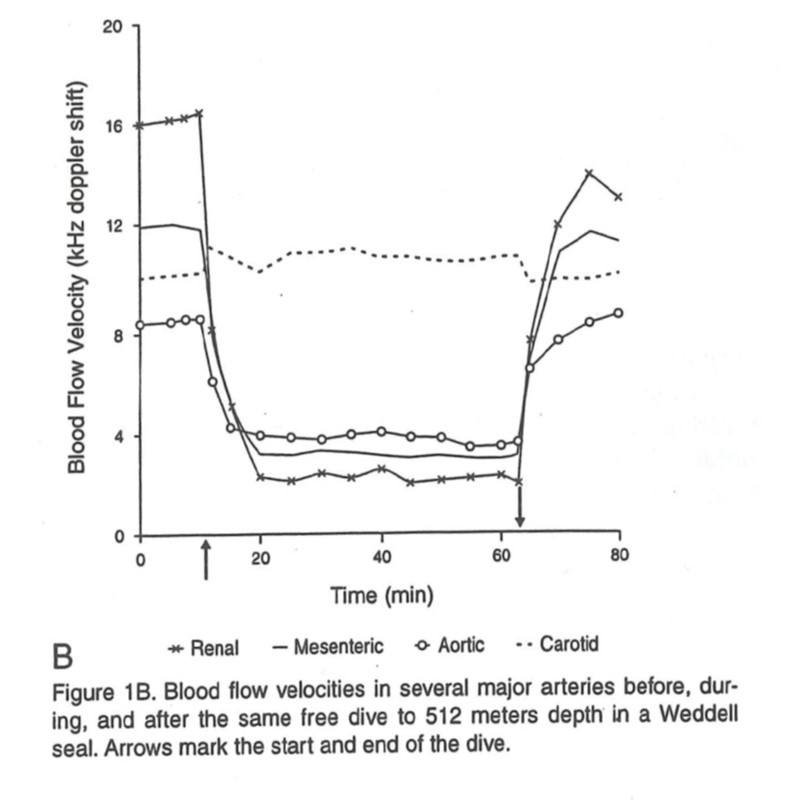 20
16
12
8
4
0
Blood Flow Velocity (kHz doppler shift)
0 20 40 60 80
Time (min)
Renal Mesenteric Aortic Carotid
B
Figure 1B. Blood flow velocities in several major arteries before, dur-
ing, and after the same free dive to 512 meters depth in a Weddell
seal. Arrows mark the start and end of the dive.